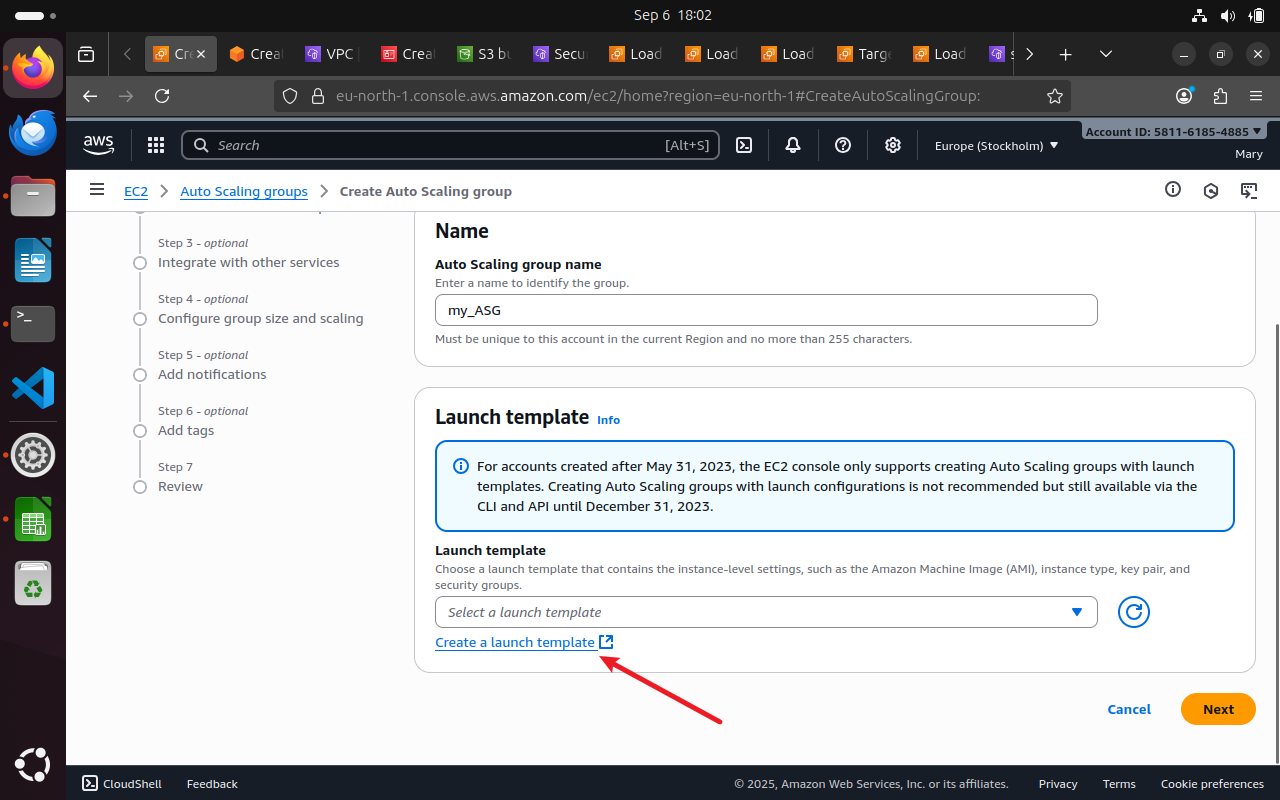 Sep 6 18:02
Cre
Creat
VPC
Creat
S3 bu
Secu
Load
Load
Load
Targe
Load
s
eu-north-1.console.aws.amazon.com/ec2/home?region=eu-north-1#CreateAutoScalingGroup:
aws
Search
[Alt+S]
Europe (Stockholm)
Account ID: 5811-6185-4885
Mary
EC2
Auto Scaling groups
Create Auto Scaling group
Step 3 - optional
Integrate with other services
Step 4 - optional
Configure group size and scaling
Step 5 - optional
Add notifications
Step 6 - optional
Add tags
Step 7
Review
Name
Auto Scaling group name
Enter a name to identify the group.
my_ASG
Must be unique to this account in the current Region and no more than 255 characters.
Launch template Info
For accounts created after May 31, 2023, the EC2 console only supports creating Auto Scaling groups with launch
templates. Creating Auto Scaling groups with launch configurations is not recommended but still available via the
CLI and API until December 31, 2023.
Launch template
Choose a launch template that contains the instance-level settings, such as the Amazon Machine Image (AMI), instance type, key pair, and
security groups.
Select a launch template
Create a launch template
Cancel
Next
CloudShell
Feedback
© 2025, Amazon Web Services, Inc. or its affiliates.
Privacy
Terms
Cookie preferences